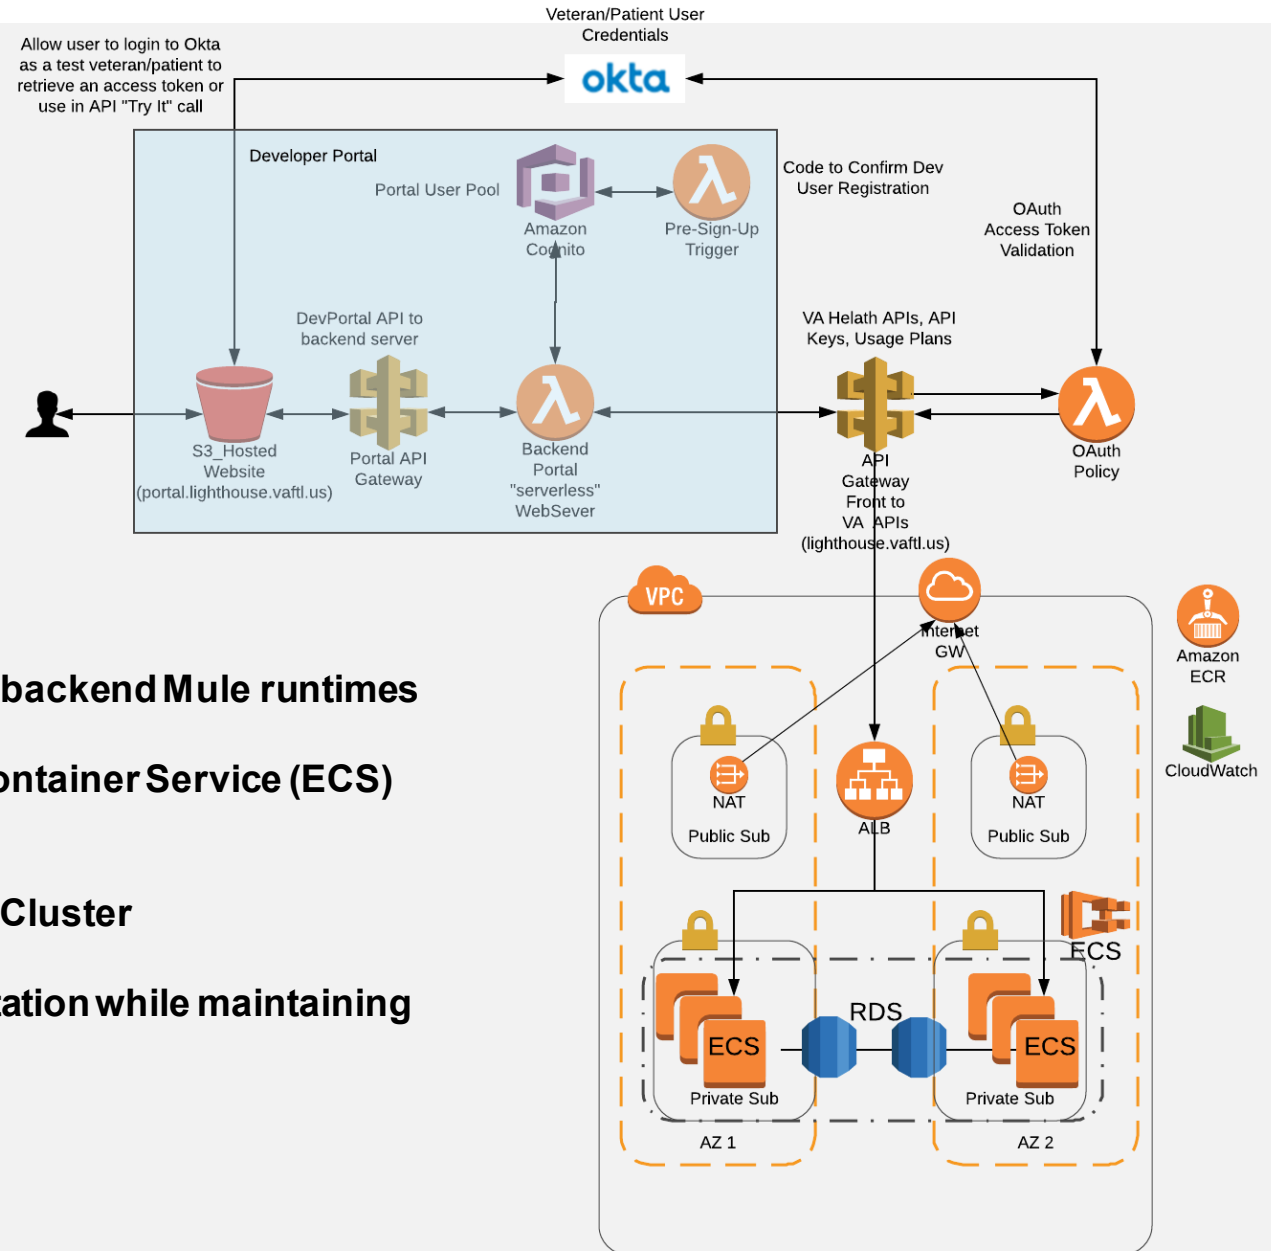 Veteran/Patient User
Credentials
Allow user to login to Okta
as a test veteran/patient to
retrieve an access token or
use in API "Try It" call
okta
Developer Portal
Portal User Pool
Amazon
Cognito
Pre-Sign-Up
Trigger
Code to Confirm Dev
User Registration
OAuth
Access Token
Validation
DevPortal API to
backend server
VA Helath APIs, API
Keys, Usage Plans
S3_Hosted
Website
(portal.lighthouse.vaftl.us)
Portal API
Gateway
Backend
Portal
"serverless"
WebSever
API
Gateway
Front to
VA APIs
(lighthouse.vaftl.us)
OAuth
Policy
VPC
Internet
GW
Amazon
ECR
CloudWatch
backend Mule runtimes
ontainer Service (ECS)
Cluster
tation while maintaining
NAT
Public Sub
ALB
NAT
Public Sub
ECS
RDS
ECS
ECS
Private Sub
Private Sub
AZ 1
AZ 2